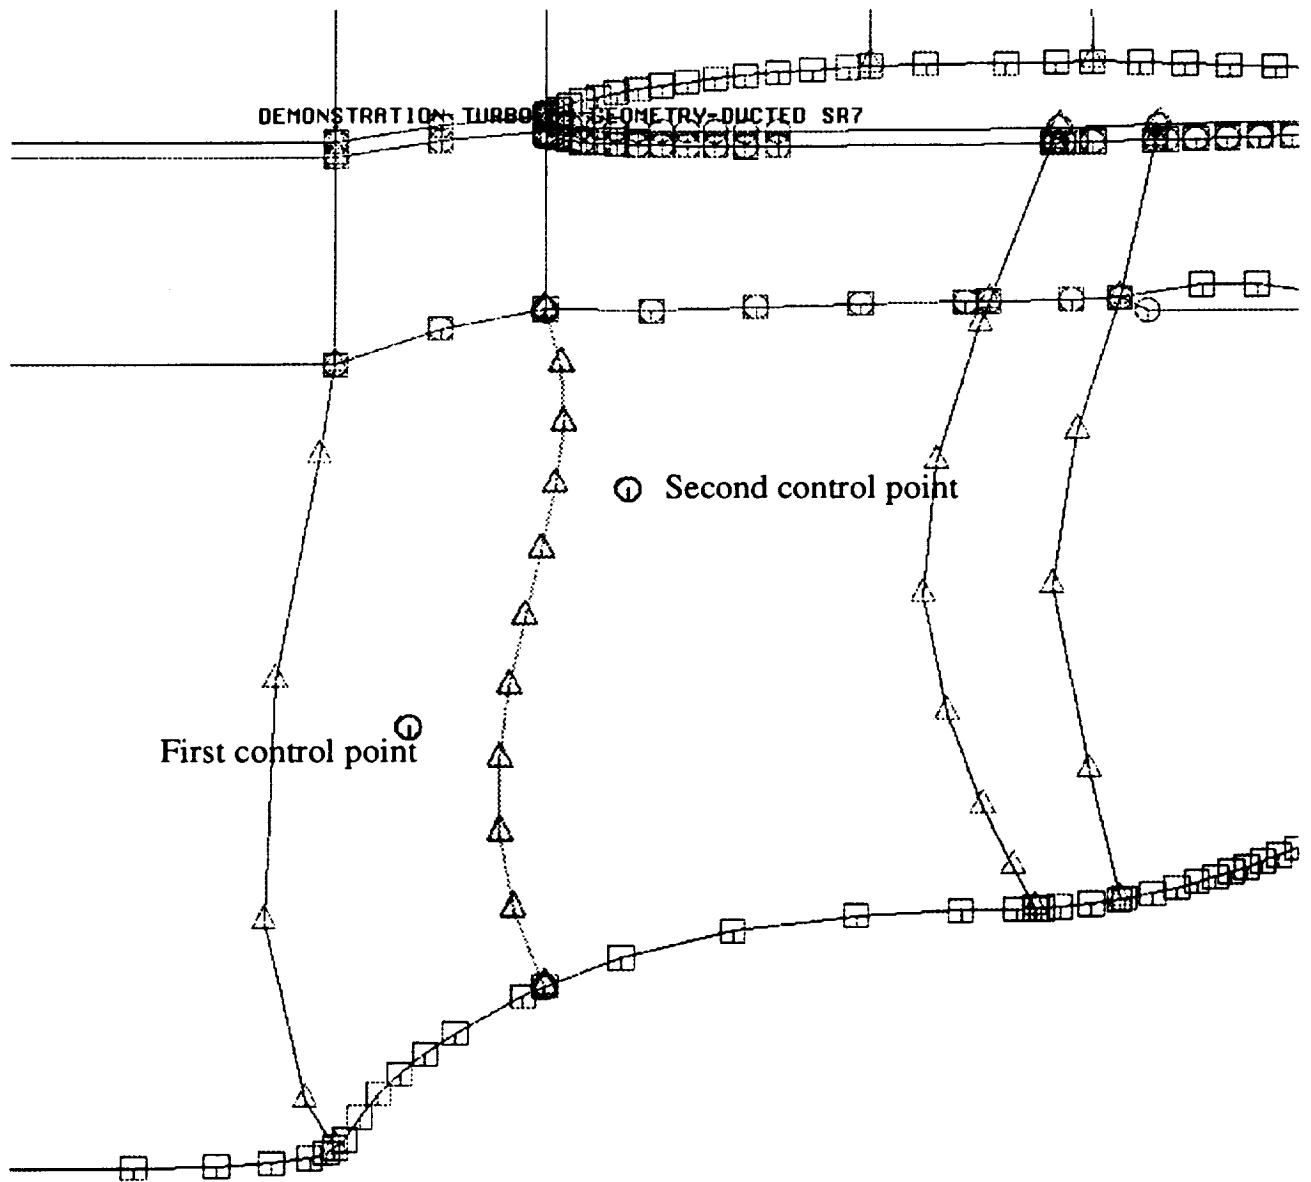 DEMONSTRATION TURBO GEOMETRY-DUCTED SR7
Second control point
First control point